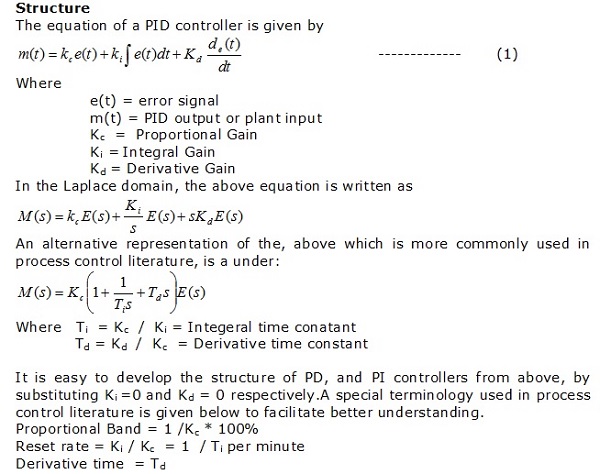 Structure
The equation of a PID controller is given by
m(t) = k_c e(t) + k_i ∫ e(t)dt + K_d d_e(t)/dt ------------- (1)
Where
e(t) = error signal
m(t) = PID output or plant input
K_c = Proportional Gain
K_i = Integral Gain
K_d = Derivative Gain
In the Laplace domain, the above equation is written as
M(s) = k_c E(s) + K_i/s E(s) + sK_d E(s)
An alternative representation of the, above which is more commonly used in
process control literature, is a under:
M(s) = K_c (1 + 1/(T_i s) + T_d s) E(s)
Where T_i = K_c / K_i = Integeral time conatant
T_d = K_d / K_c = Derivative time constant
It is easy to develop the structure of PD, and PI controllers from above, by
substituting K_i =0 and K_d = 0 respectively.A special terminology used in process
control literature is given below to facilitate better understanding.
Proportional Band = 1 /K_c * 100%
Reset rate = K_i / K_c = 1 / T_i per minute
Derivative time = T_d